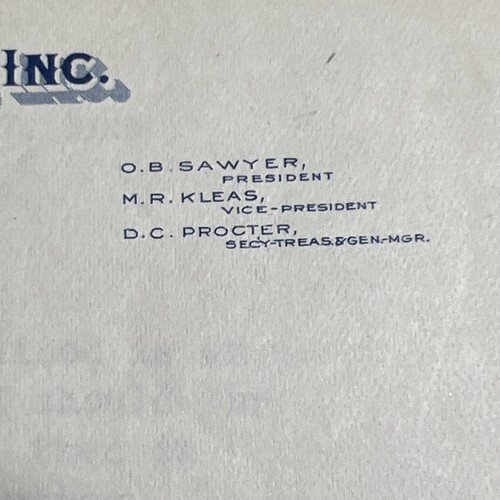 INC.
O.B. SAWYER,
PRESIDENT
M.R. KLEAS,
VICE-PRESIDENT
D.C. PROCTER,
SECY-TREAS.&GEN.-MGR.